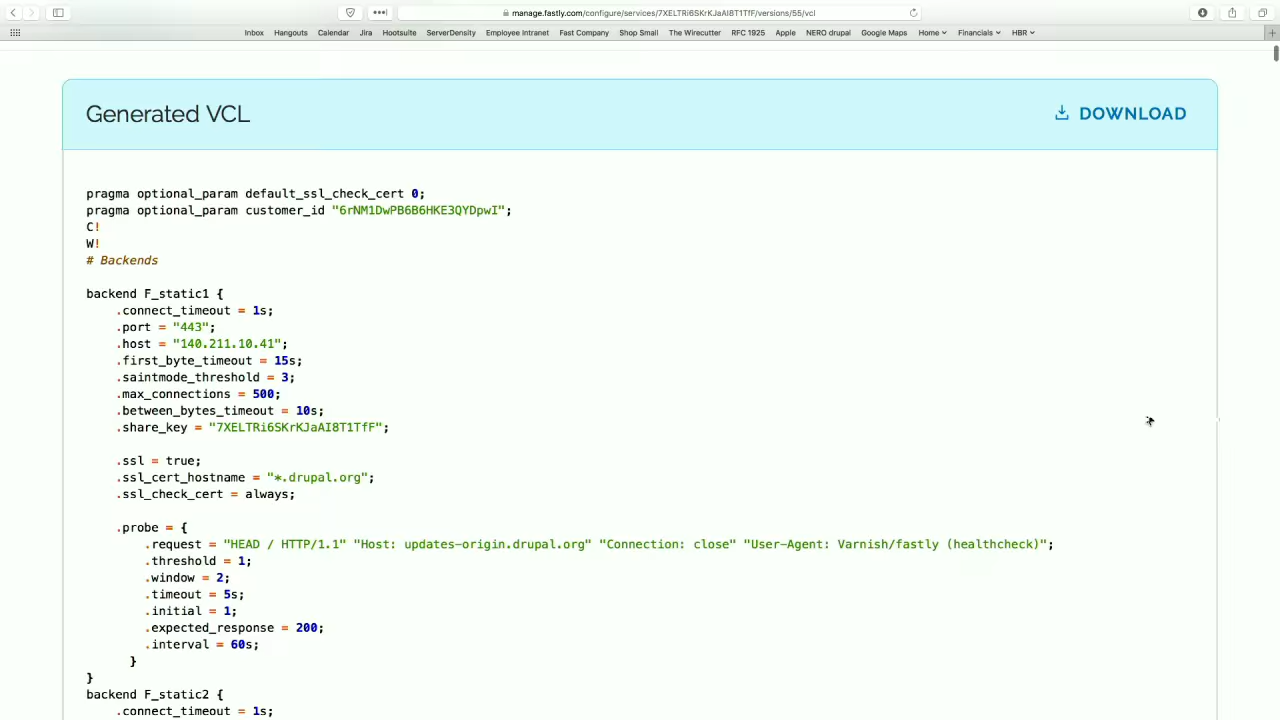 manage.fastly.com/configure/services/7XELTRi6SKrKJaAI8T1TfF/versions/55/vcl
Inbox Hangouts Calendar Jira Hootsuite ServerDensity Employee Intranet Fast Company Shop Small The Wirecutter RFC 1925 Apple NERO drupal Google Maps Home Financials HBR
Generated VCL
DOWNLOAD
pragma optional_param default_ssl_check_cert 0;
pragma optional_param customer_id "6rNM1DwPB6B6HKE3QYDpwI";
C!
W!
# Backends
backend F_static1 {
.connect_timeout = 1s;
.port = "443";
.host = "140.211.10.41";
.first_byte_timeout = 15s;
.saintmode_threshold = 3;
.max_connections = 500;
.between_bytes_timeout = 10s;
.share_key = "7XELTRi6SKrKJaAI8T1TfF";
.ssl = true;
.ssl_cert_hostname = "*.drupal.org";
.ssl_check_cert = always;
.probe = {
.request = "HEAD / HTTP/1.1" "Host: updates-origin.drupal.org" "Connection: close" "User-Agent: Varnish/fastly (healthcheck)";
.threshold = 1;
.window = 2;
.timeout = 5s;
.initial = 1;
.expected_response = 200;
.interval = 60s;
}
}
backend F_static2 {
.connect_timeout = 1s;